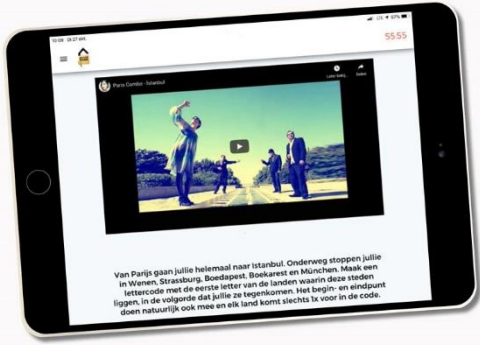 55:55
Paris Combo - Istanbul
Van Parijs gaan jullie helemaal naar Istanbul. Onderweg stoppen jullie
in Wenen, Strassburg, Boedapest, Boekarest en München. Maak een
lettercode met de eerste letter van de landen waarin deze steden
liggen, in de volgorde dat jullie ze tegenkomen. Het begin- en eindpunt
doen natuurlijk ook mee en elk land komt slechts 1x voor in de code.